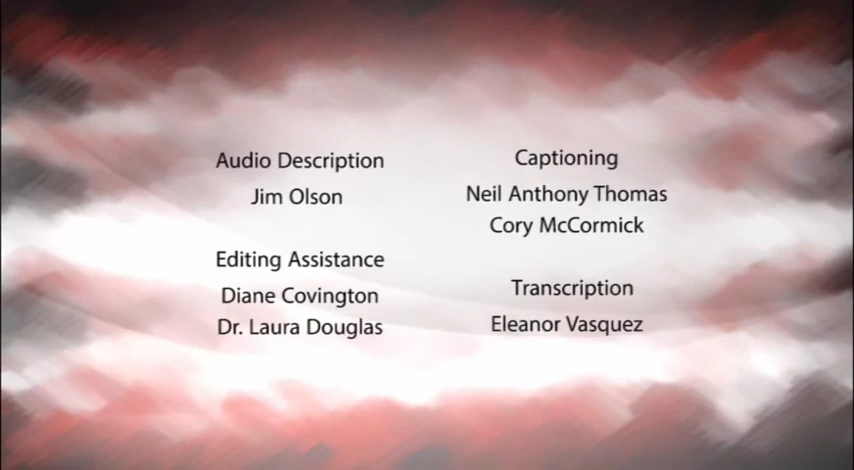 Audio Description
Jim Olson
Editing Assistance
Diane Covington
Dr. Laura Douglas
Captioning
Neil Anthony Thomas
Cory McCormick
Transcription
Eleanor Vasquez